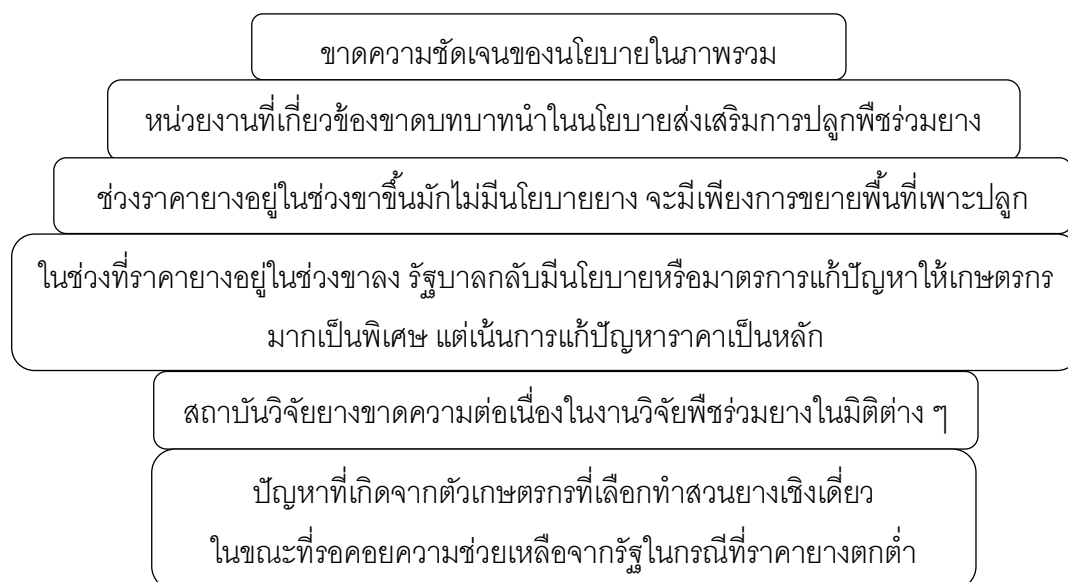 ขาดความชัดเจนของนโยบายในภาพรวม
หน่วยงานที่เกี่ยวข้องขาดบทบาทนำในนโยบายส่งเสริมการปลูกพืชร่วมยาง
ช่วงราคายางอยู่ในช่วงขาขึ้นมักไม่มีนโยบายยาง จะมีเพียงการขยายพื้นที่เพาะปลูก
ในช่วงที่ราคายางอยู่ในช่วงขาลง รัฐบาลกลับมีนโยบายหรือมาตรการแก้ปัญหาให้เกษตรกร
มากเป็นพิเศษ แต่เน้นการแก้ปัญหาราคาเป็นหลัก
สถาบันวิจัยยางขาดความต่อเนื่องในงานวิจัยพืชร่วมยางในมิติต่าง ๆ
ปัญหาที่เกิดจากตัวเกษตรกรที่เลือกทำสวนยางเชิงเดี่ยว
ในขณะที่รอคอยความช่วยเหลือจากรัฐในกรณีที่ราคายางตกต่ำ